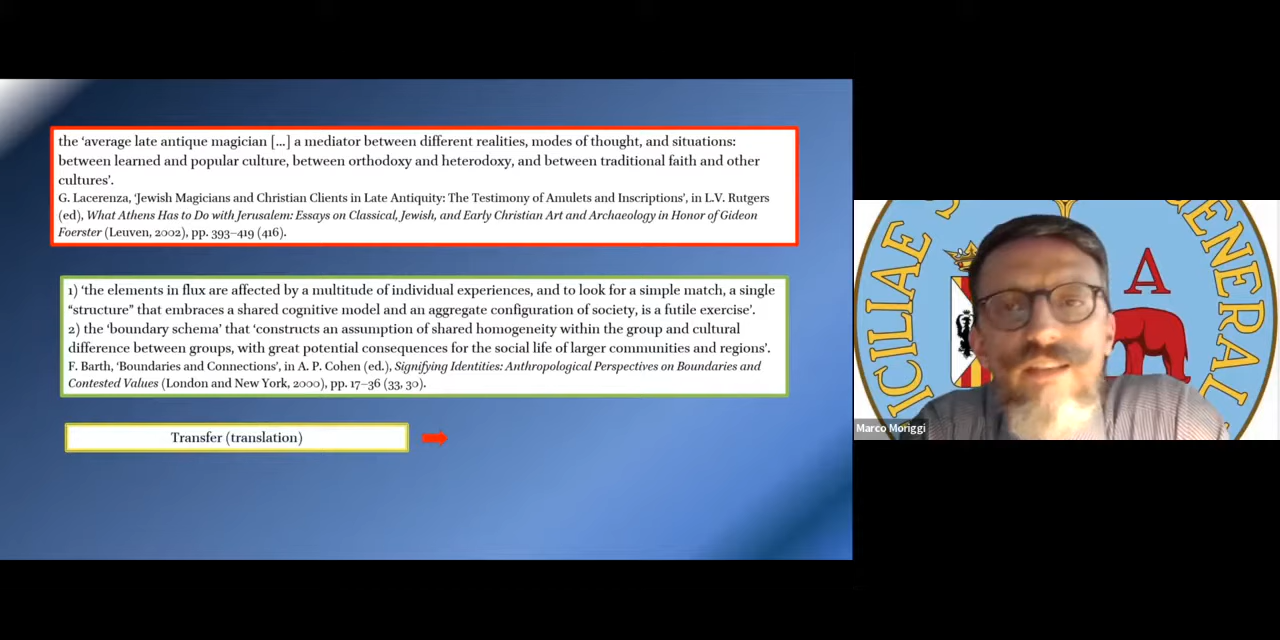 the ‘average late antique magician [...] a mediator between different realities, modes of thought, and situations:
between learned and popular culture, between orthodoxy and heterodoxy, and between traditional faith and other
cultures’.
G. Lacerenza, ‘Jewish Magicians and Christian Clients in Late Antiquity: The Testimony of Amulets and Inscriptions’, in L.V. Rutgers
(ed), What Athens Has to Do with Jerusalem: Essays on Classical, Jewish, and Early Christian Art and Archaeology in Honor of Gideon
Foerster (Leuven, 2002), pp. 393–419 (416).
1) ‘the elements in flux are affected by a multitude of individual experiences, and to look for a simple match, a single
“structure” that embraces a shared cognitive model and an aggregate configuration of society, is a futile exercise’.
2) the ‘boundary schema’ that ‘constructs an assumption of shared homogeneity within the group and cultural
difference between groups, with great potential consequences for the social life of larger communities and regions’.
F. Barth, ‘Boundaries and Connections’, in A. P. Cohen (ed.), Signifying Identities: Anthropological Perspectives on Boundaries and
Contested Values (London and New York, 2000), pp. 17–36 (33, 30).
Transfer (translation)
ICILIAE
GENERAL
A
Marco Moriggi